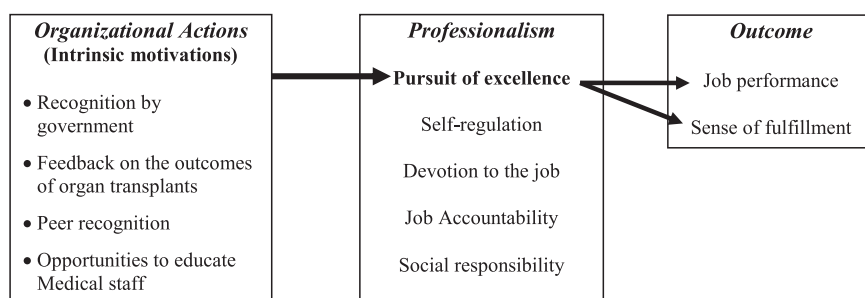 Organizational Actions
(Intrinsic motivations)
• Recognition by
government
• Feedback on the outcomes
of organ transplants
• Peer recognition
• Opportunities to educate
Medical staff
Professionalism
Pursuit of excellence
Self-regulation
Devotion to the job
Job Accountability
Social responsibility
Outcome
Job performance
Sense of fulfillment